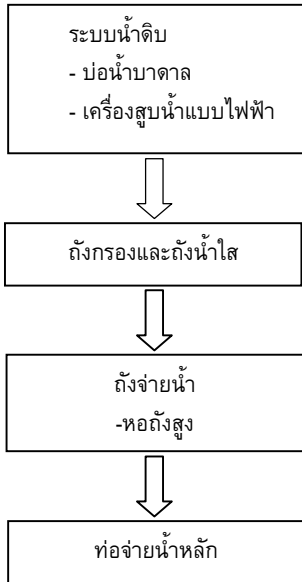 ระบบน้ำดิบ
- บ่อน้ำบาดาล
- เครื่องสูบน้ำแบบไฟฟ้า
ถังกรองและถังน้ำใส
ถังจ่ายน้ำ
-หอถังสูง
ท่อจ่ายน้ำหลัก